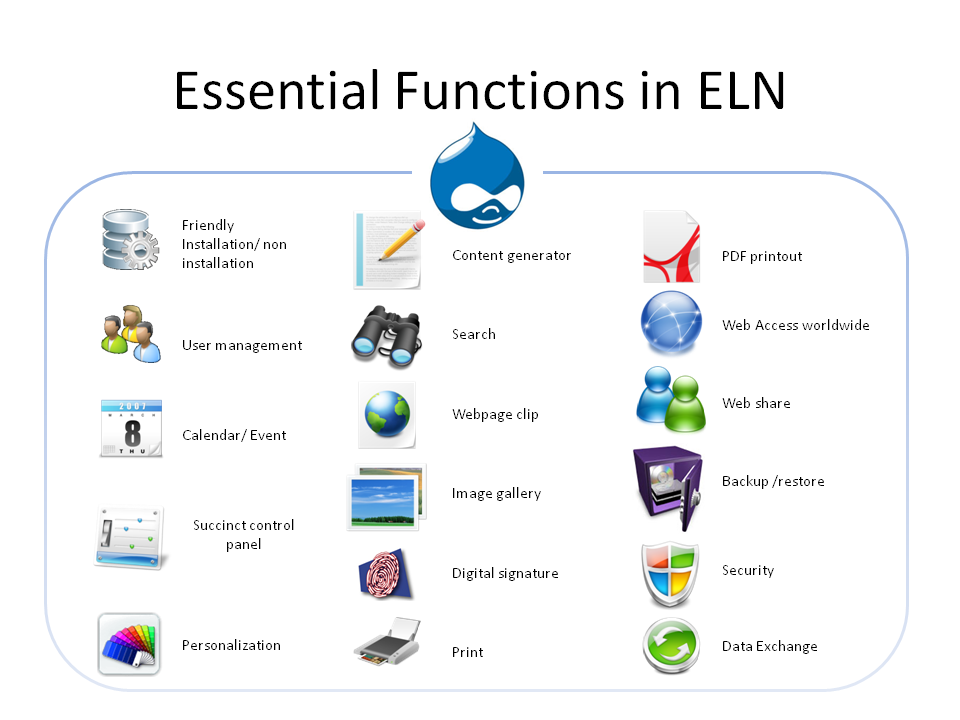 Essential Functions in ELN
Friendly
Installation/ non
installation
User management
2007
MARCH
8
THU
Calendar/ Event
Succinct control
panel
Personalization
Content generator
Search
Webpage clip
Image gallery
Digital signature
Print
PDF printout
Web Access worldwide
Web share
Backup /restore
Security
Data Exchange